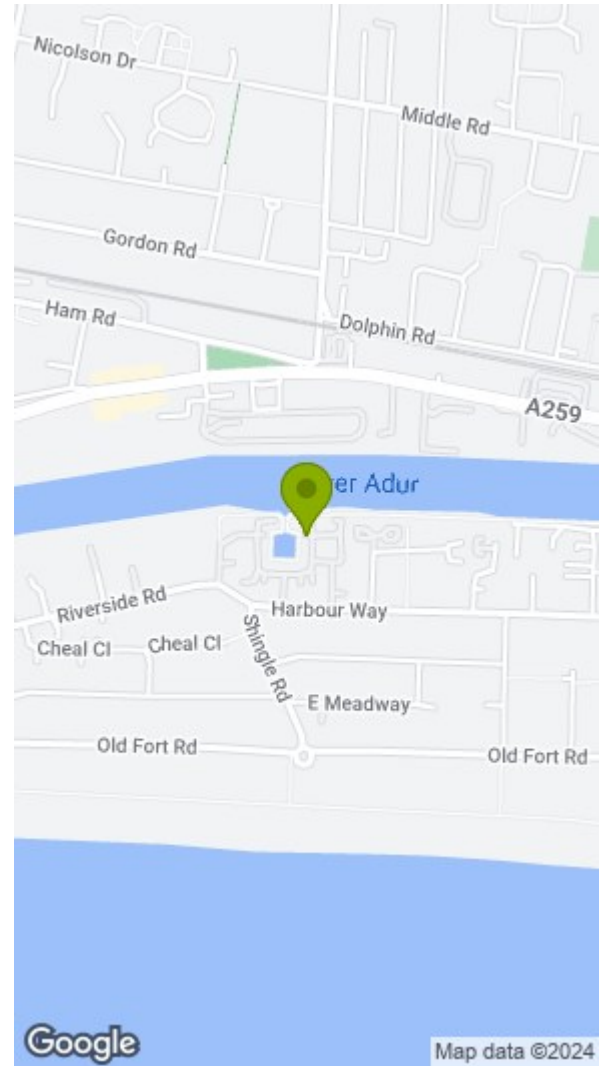 Nicolson Dr
Middle Rd
Gordon Rd
Ham Rd
Dolphin Rd
A259
Adur
Riverside Rd
Harbour Way
Cheal Cl
Cheal Cl
Shingle Rd
E Meadway
Old Fort Rd
Old Fort Rd
Google
Map data ©2024